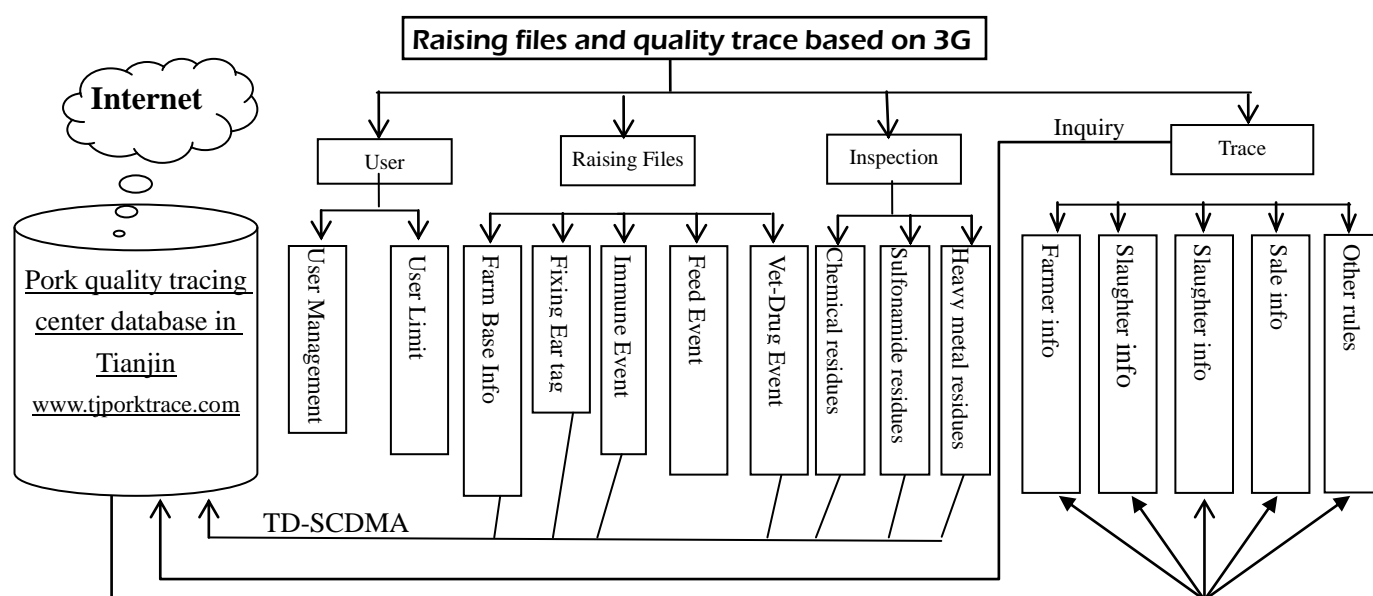 Raising files and quality trace based on 3G
Internet
Inquiry
User
Raising Files
Inspection
Trace
Pork quality tracing
center database in
Tianjin
www.tjporktrace.com
User Management
User Limit
Farm Base Info
Fixing Ear tag
Immune Event
Feed Event
Vet-Drug Event
Chemical residues
Sulfonamide residues
Heavy metal residues
Farmer info
Slaughter info
Slaughter info
Sale info
Other rules
TD-SCDMA